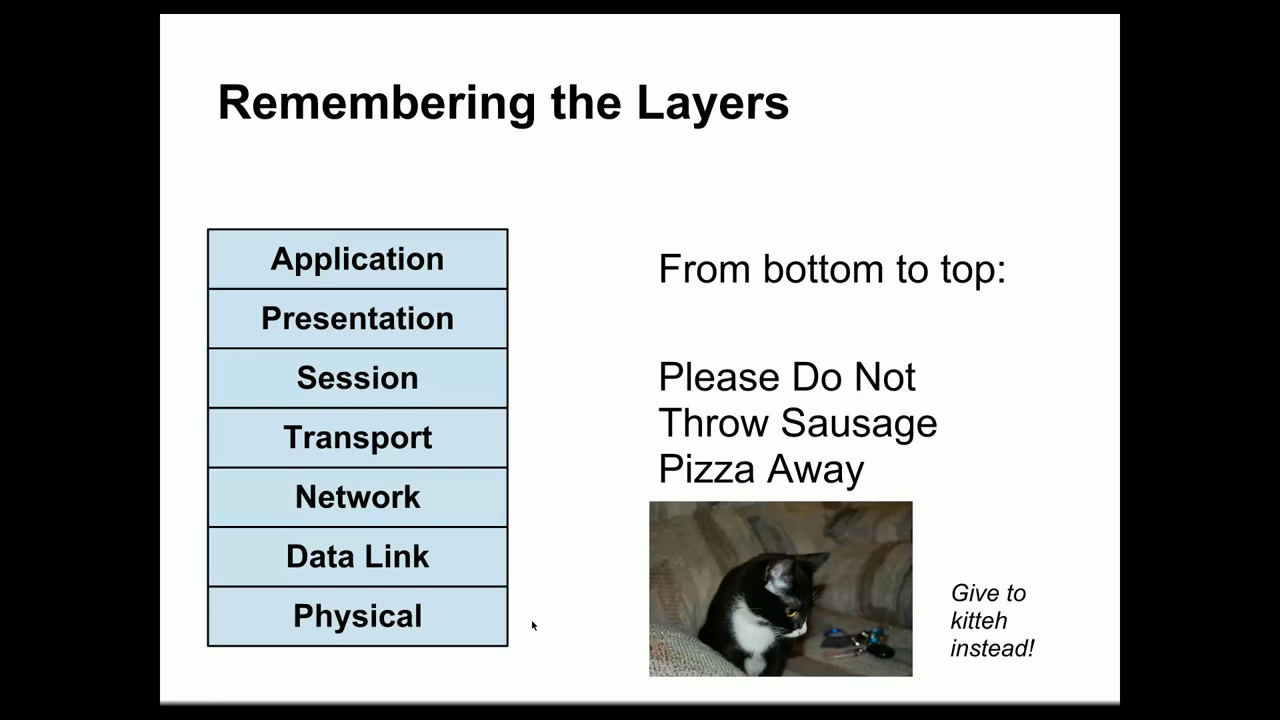 Remembering the Layers
Application
Presentation
Session
Transport
Network
Data Link
Physical
From bottom to top:
Please Do Not
Throw Sausage
Pizza Away
Give to
kitteh
instead!